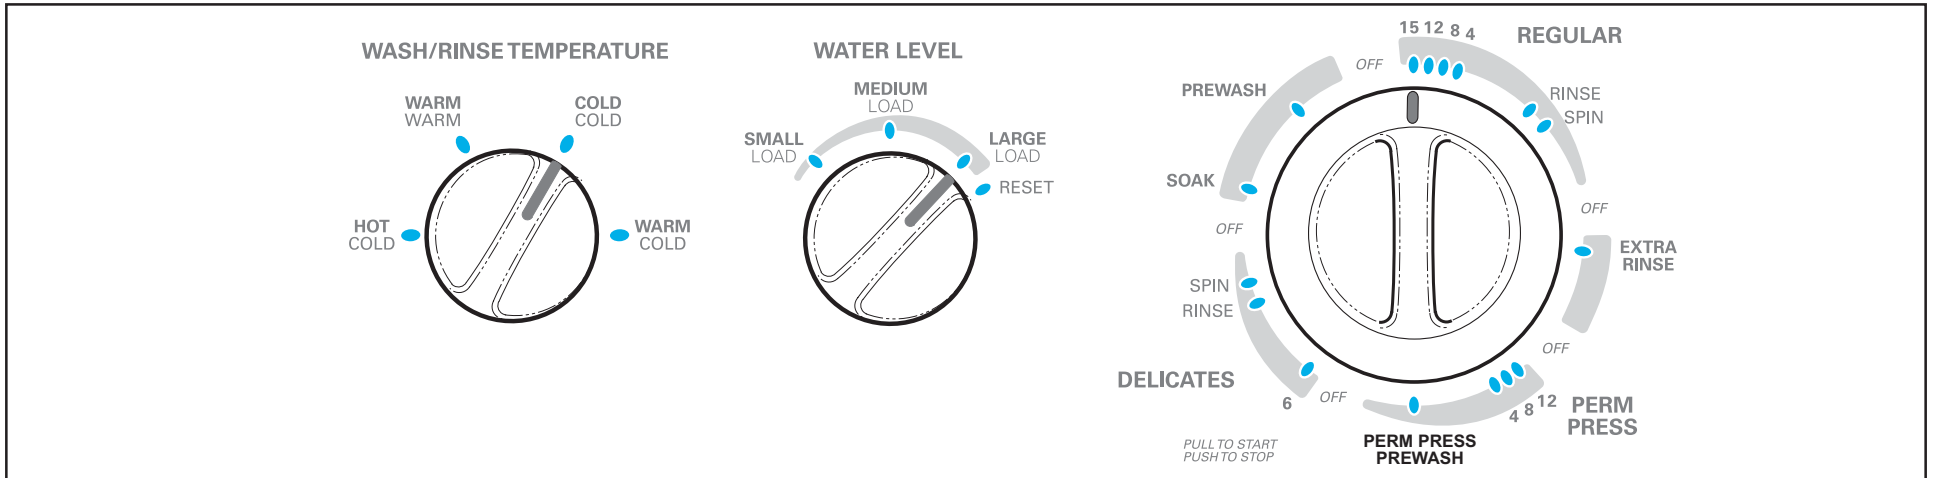 WASH/RINSE TEMPERATURE
WARM
WARM
COLD
COLD
HOT
COLD
WARM
COLD
WATER LEVEL
MEDIUM
LOAD
SMALL
LOAD
LARGE
LOAD
RESET
15 12 8 4
REGULAR
OFF
PREWASH
RINSE
SPIN
SOAK
OFF
OFF
EXTRA
RINSE
SPIN
RINSE
OFF
DELICATES
6
OFF
4 8 12
PERM
PRESS
PERM PRESS
PREWASH
PULL TO START
PUSH TO STOP